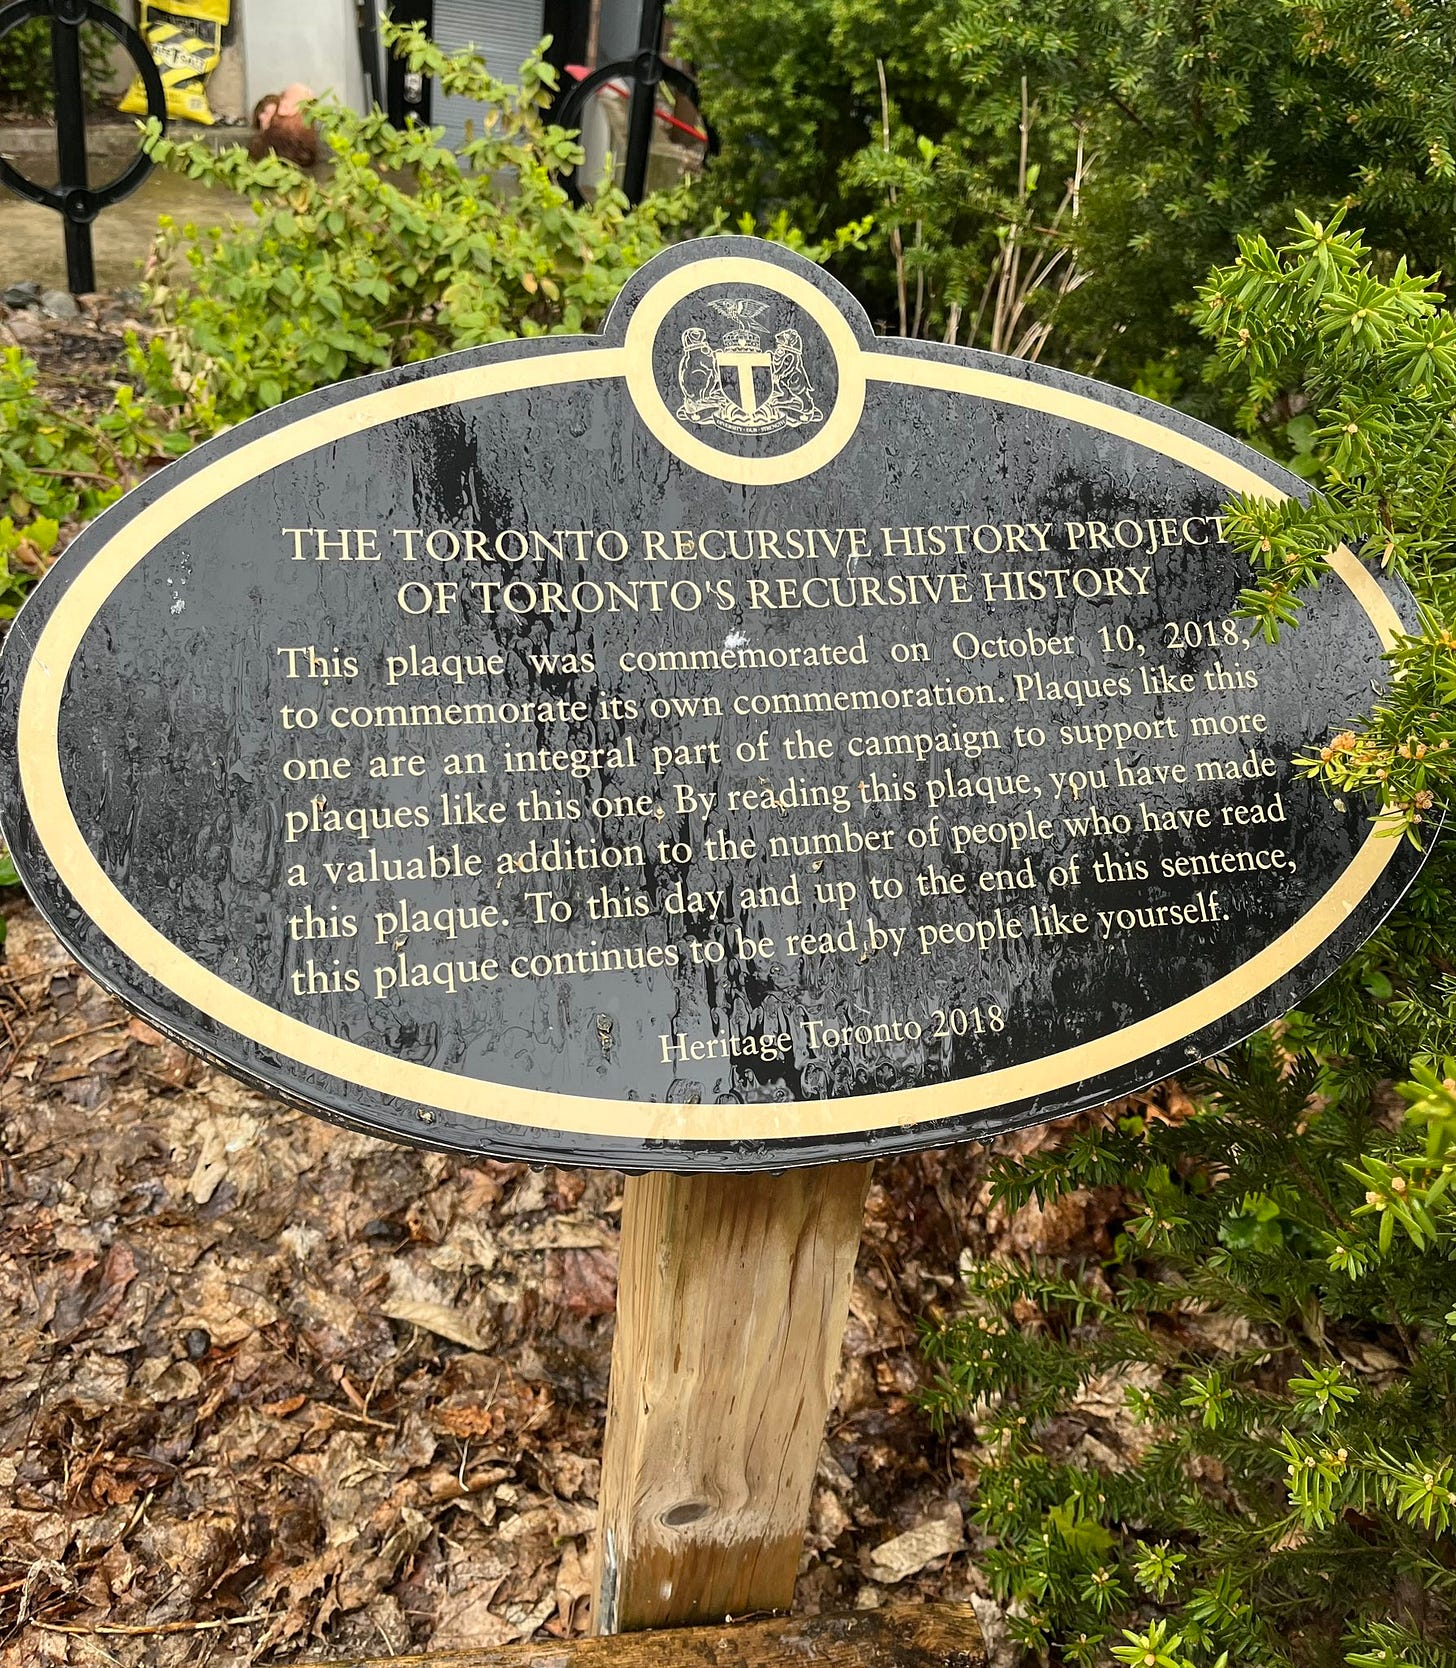 DIVERSITY · OUR · STRENGTH
THE TORONTO RECURSIVE HISTORY PROJECT
OF TORONTO'S RECURSIVE HISTORY
This plaque was commemorated on October 10, 2018,
to commemorate its own commemoration. Plaques like this
one are an integral part of the campaign to support more
plaques like this one. By reading this plaque, you have made
a valuable addition to the number of people who have read
this plaque. To this day and up to the end of this sentence,
this plaque continues to be read by people like yourself.
Heritage Toronto 2018